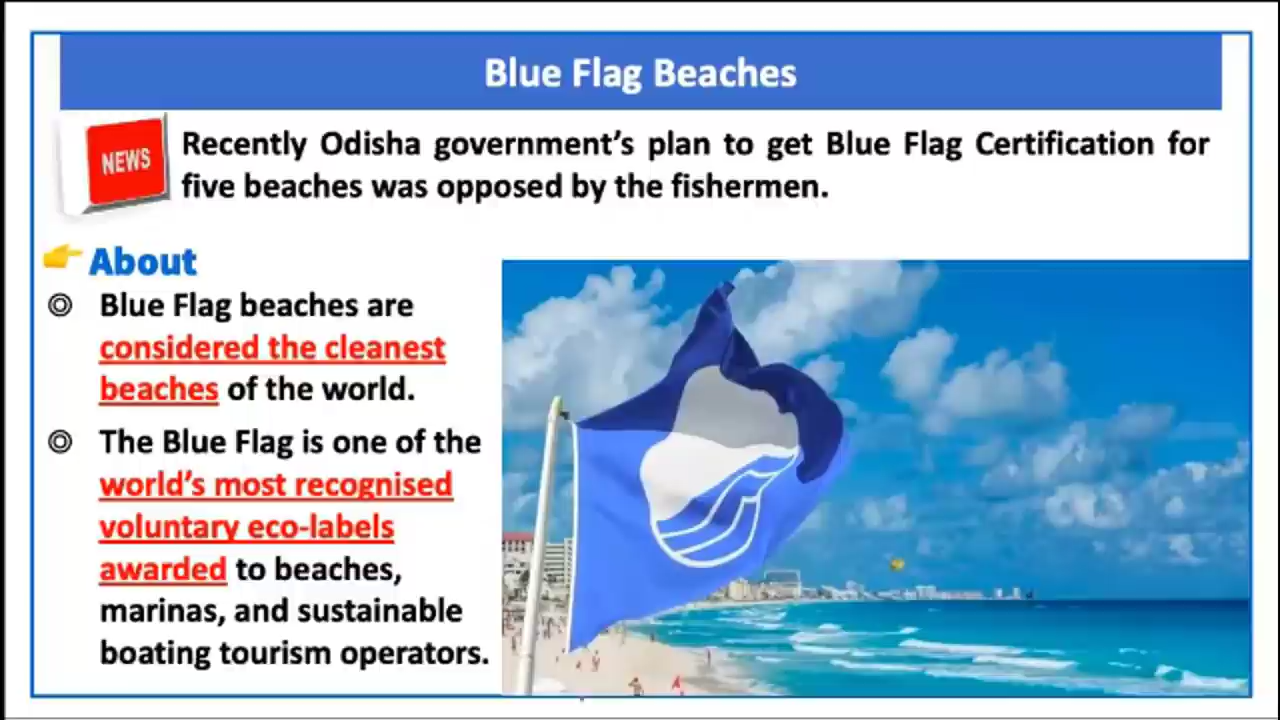 Blue Flag Beaches
NEWS
Recently Odisha government's plan to get Blue Flag Certification for
five beaches was opposed by the fishermen.
About
Blue Flag beaches are
considered the cleanest
beaches of the world.
The Blue Flag is one of the
world's most recognised
voluntary eco-labels
awarded to beaches,
marinas, and sustainable
boating tourism operators.